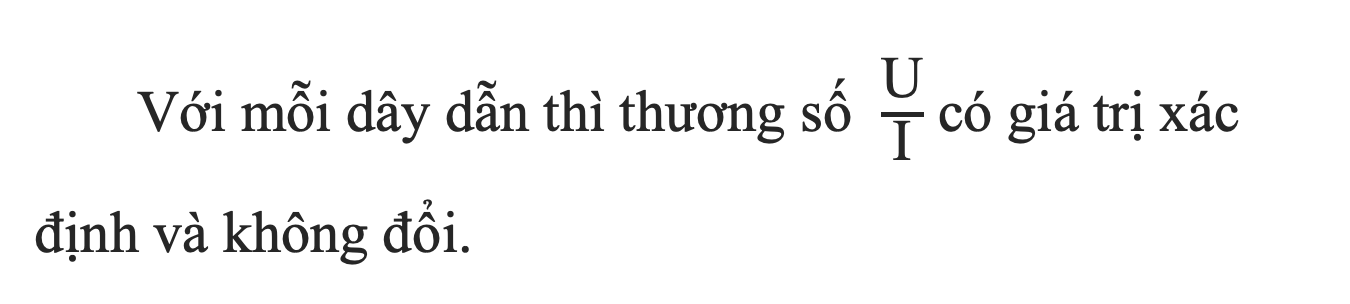 Với mỗi dây dẫn thì thương số U/I có giá trị xác
định và không đổi.